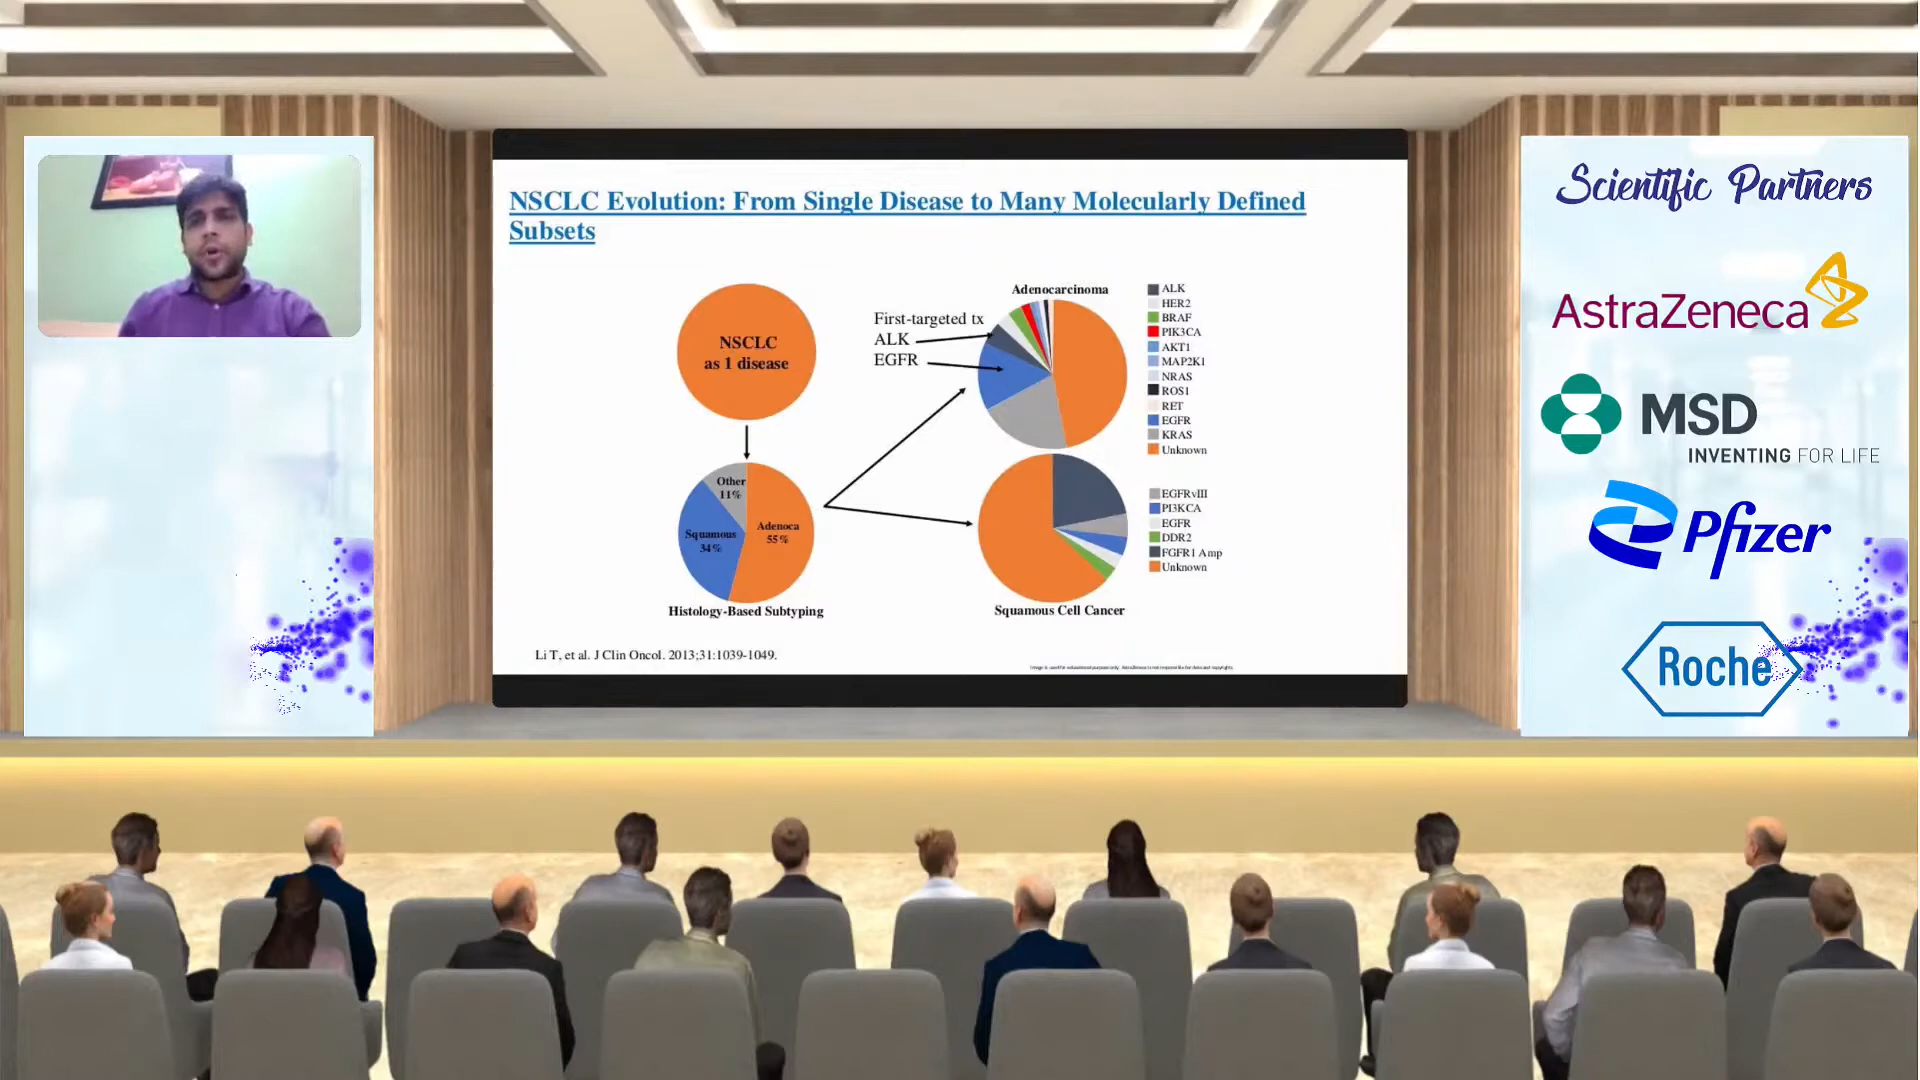 NSCLC Evolution: From Single Disease to Many Molecularly Defined
Subsets
NSCLC
as 1 disease
Other
11%
Squamous
34%
Adenoca
55%
Histology-Based Subtyping
First-targeted tx
ALK
EGFR
Adenocarcinoma
ALK
HER2
BRAF
PIK3CA
AKT1
MAP2K1
NRAS
ROS1
RET
EGFR
KRAS
Unknown
EGFRvIII
PI3KCA
EGFR
DDR2
FGFR1 Amp
Unknown
Squamous Cell Cancer
Li T, et al. J Clin Oncol. 2013;31:1039-1049.
Scientific Partners
AstraZeneca
MSD
INVENTING FOR LIFE
Pfizer
Roche